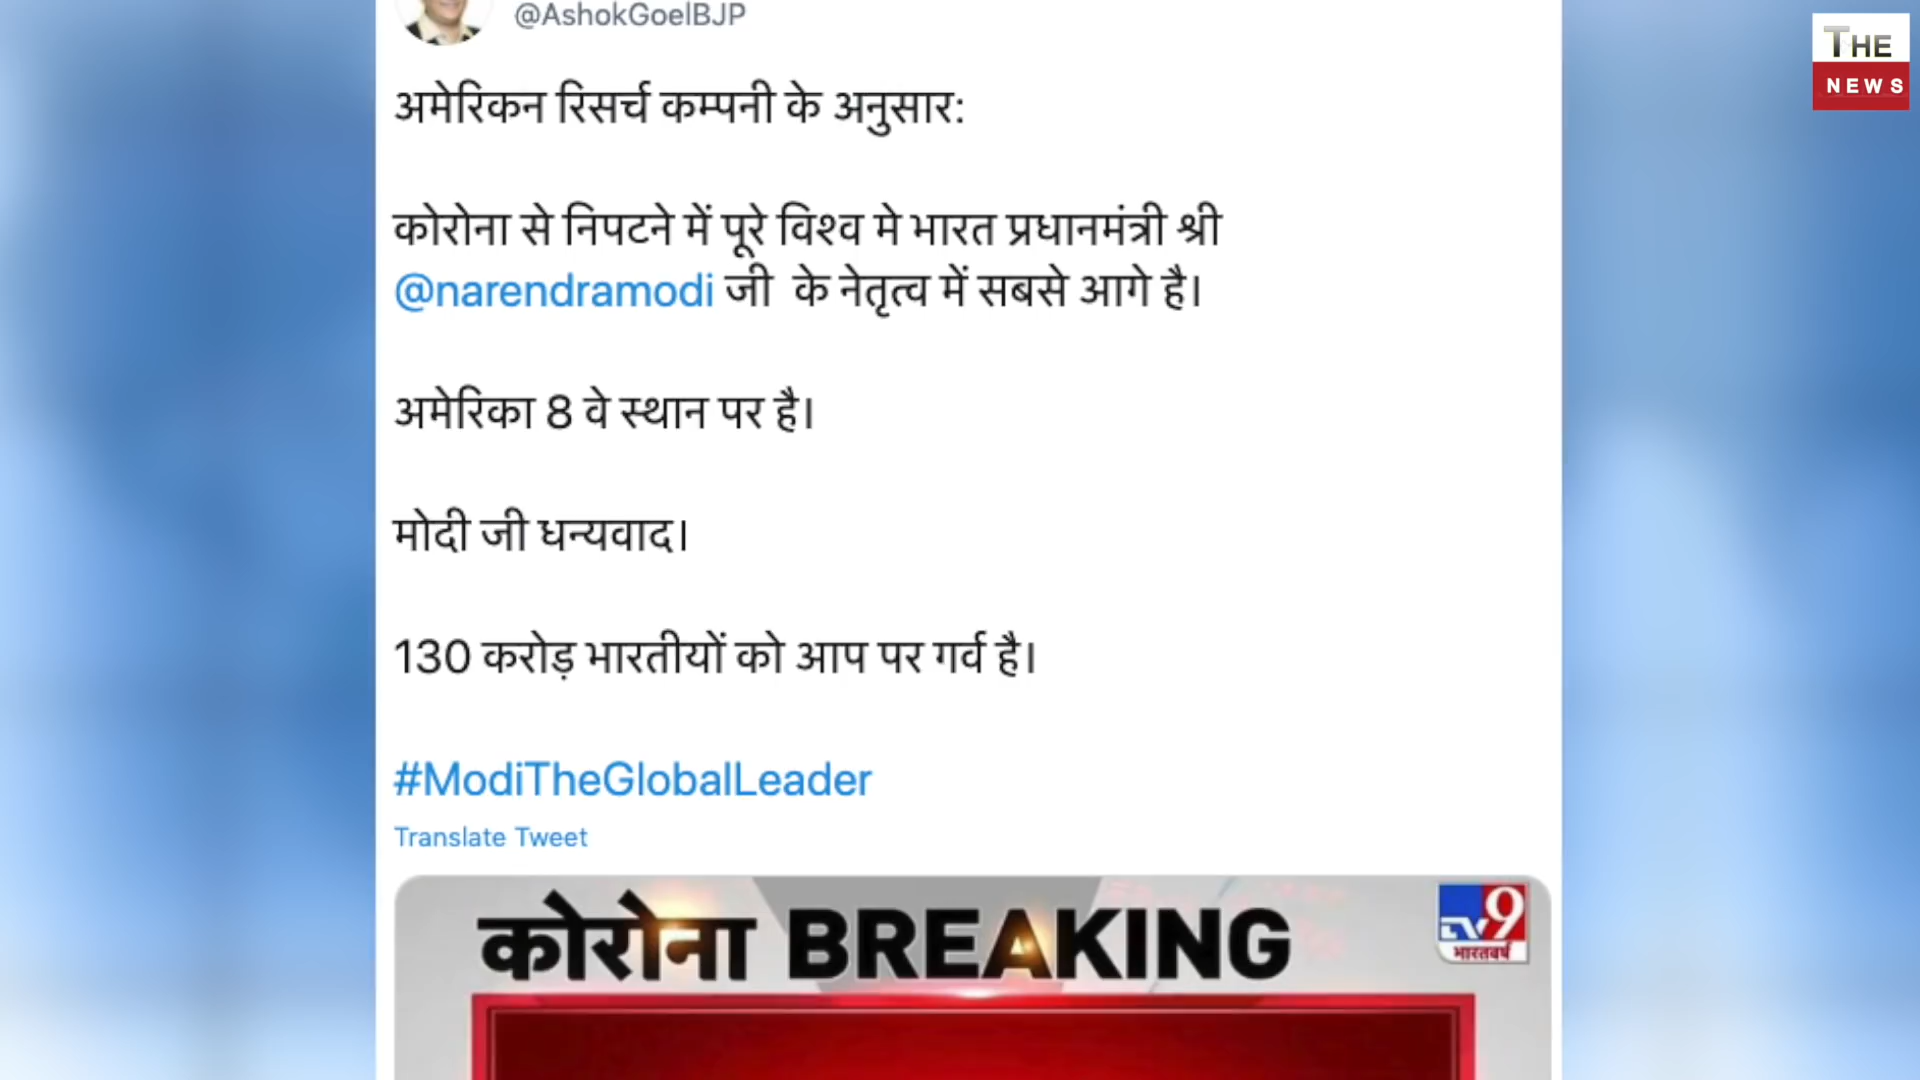 @AshokGoelBJP
THE
NEWS
अमेरिकन रिसर्च कम्पनी के अनुसार:
कोरोना से निपटने में पूरे विश्व मे भारत प्रधानमंत्री श्री
@narendramodi जी के नेतृत्व में सबसे आगे है।
अमेरिका 8 वे स्थान पर है।
मोदी जी धन्यवाद।
130 करोड़ भारतीयों को आप पर गर्व है।
#ModiTheGlobalLeader
Translate Tweet
कोरोना BREAKING
TV9
भारतवर्ष